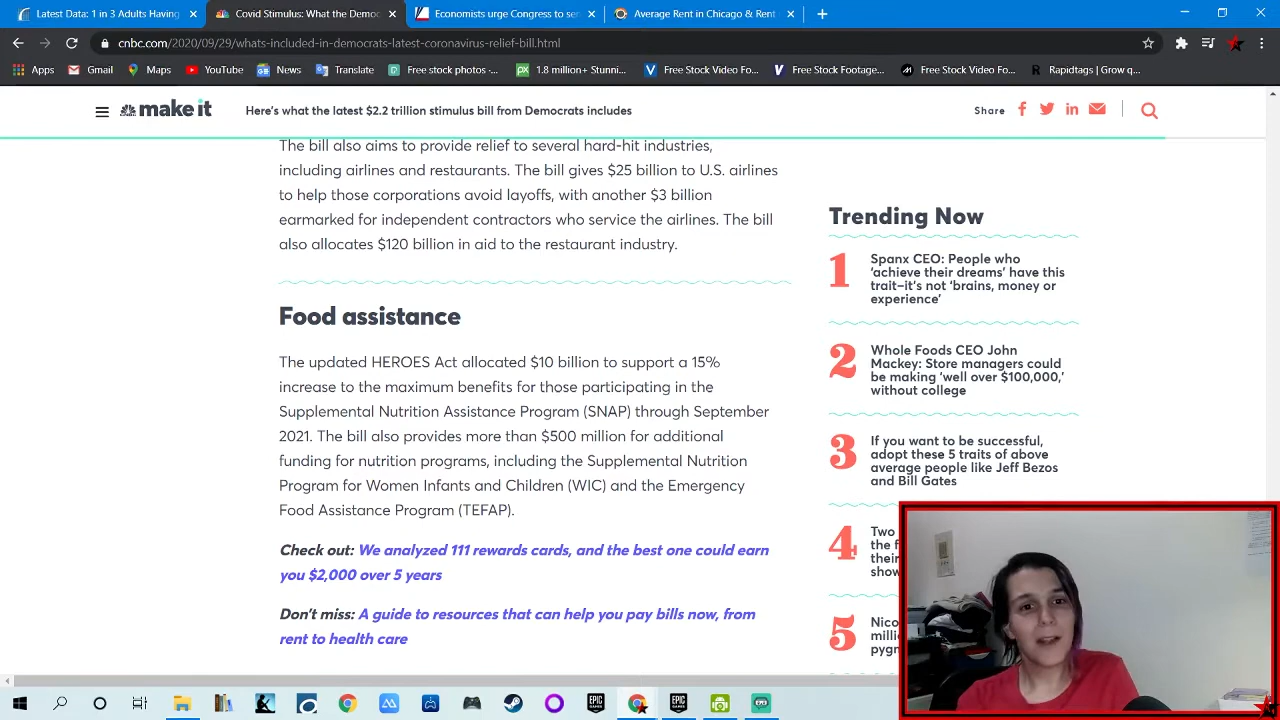 Latest Data: 1 in 3 Adults Having
Covid Stimulus: What the Democ
Economists urge Congress to se
Average Rent in Chicago & Rent
cnbc.com/2020/09/29/whats-included-in-democrats-latest-coronavirus-relief-bill.html
Apps
Gmail
Maps
YouTube
News
Translate
Free stock photos -...
1.8 million+ Stunni...
Free Stock Video Fo...
Free Stock Footage...
Free Stock Video Fo...
Rapidtags | Grow q...
make it
Here's what the latest $2.2 trillion stimulus bill from Democrats includes
Share
The bill also aims to provide relief to several hard-hit industries,
including airlines and restaurants. The bill gives $25 billion to U.S. airlines
to help those corporations avoid layoffs, with another $3 billion
earmarked for independent contractors who service the airlines. The bill
also allocates $120 billion in aid to the restaurant industry.
Food assistance
The updated HEROES Act allocated $10 billion to support a 15%
increase to the maximum benefits for those participating in the
Supplemental Nutrition Assistance Program (SNAP) through September
2021. The bill also provides more than $500 million for additional
funding for nutrition programs, including the Supplemental Nutrition
Program for Women Infants and Children (WIC) and the Emergency
Food Assistance Program (TEFAP).
Check out: We analyzed 111 rewards cards, and the best one could earn
you $2,000 over 5 years
Don't miss: A guide to resources that can help you pay bills now, from
rent to health care
Trending Now
1
Spanx CEO: People who
'achieve their dreams' have this
trait–it's not 'brains, money or
experience'
2
Whole Foods CEO John
Mackey: Store managers could
be making 'well over $100,000,'
without college
3
If you want to be successful,
adopt these 5 traits of above
average people like Jeff Bezos
and Bill Gates
4
Two
the f
their
show
5
Nico
milli
pygm
EPIC
GAMES
EPIC
GAMES